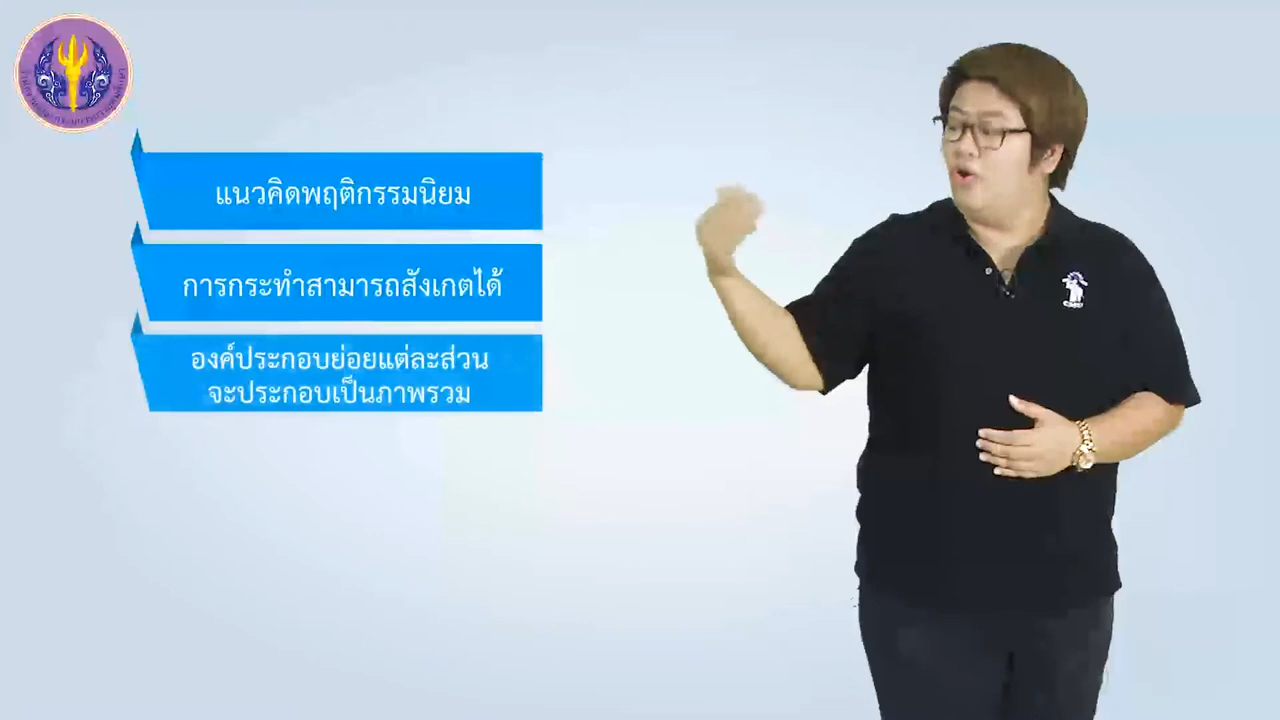 แนวคิดพฤติกรรมนิยม
การกระทำสามารถสังเกตได้
องค์ประกอบย่อยแต่ละส่วน
จะประกอบเป็นภาพรวม